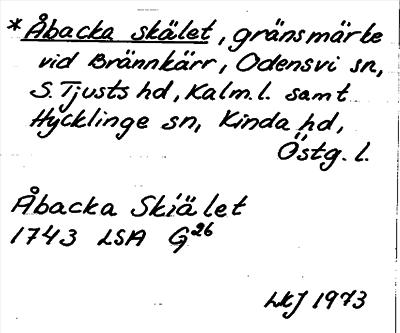 * Åbacka skälet, gränsmärke
vid Brännkärr, Odensvi sn,
S. Tjusts hd, Kalm. l. samt
Hycklinge sn, Kinda hd,
Östg. l.
Åbacka Skiälet
1743 LSA G26
LkJ 1973